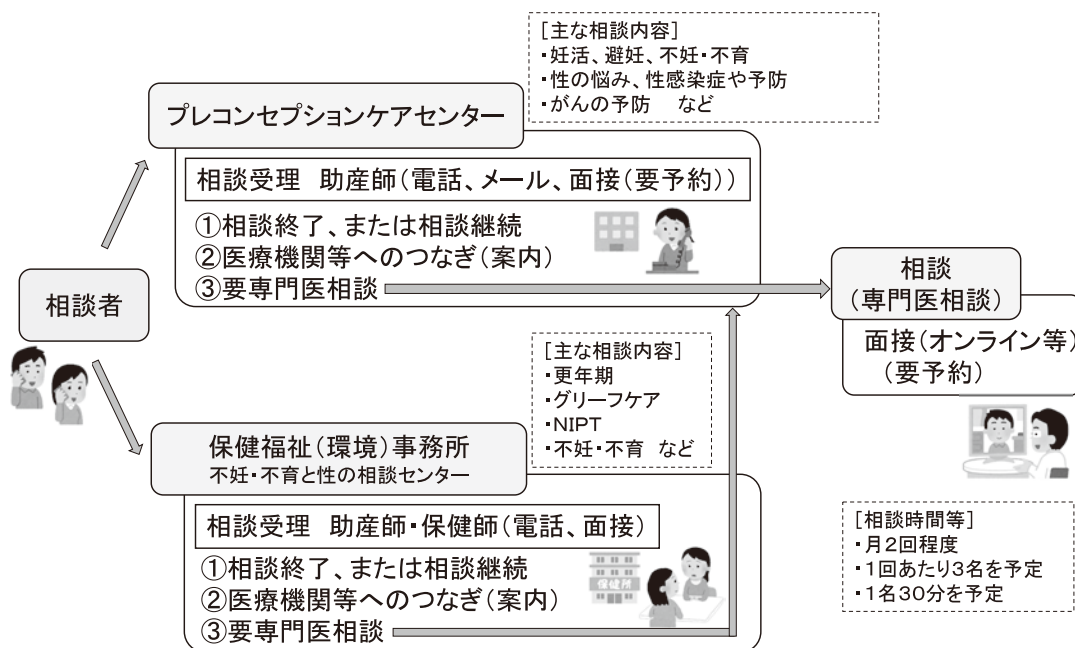 [主な相談内容]
・妊活、避妊、不妊・不育
・性の悩み、性感染症や予防
・がんの予防　など
プレコンセプションケアセンター
相談受理　助産師(電話、メール、面接(要予約))
①相談終了、または相談継続
②医療機関等へのつなぎ(案内)
③要専門医相談
相談者
相談
(専門医相談)
面接(オンライン等)
(要予約)
[主な相談内容]
・更年期
・グリーフケア
・NIPT
・不妊・不育　など
保健福祉(環境)事務所
不妊・不育と性の相談センター
相談受理　助産師・保健師(電話、面接)
①相談終了、または相談継続
②医療機関等へのつなぎ(案内)
③要専門医相談
保健所
[相談時間等]
・月2回程度
・1回あたり3名を予定
・1名30分を予定